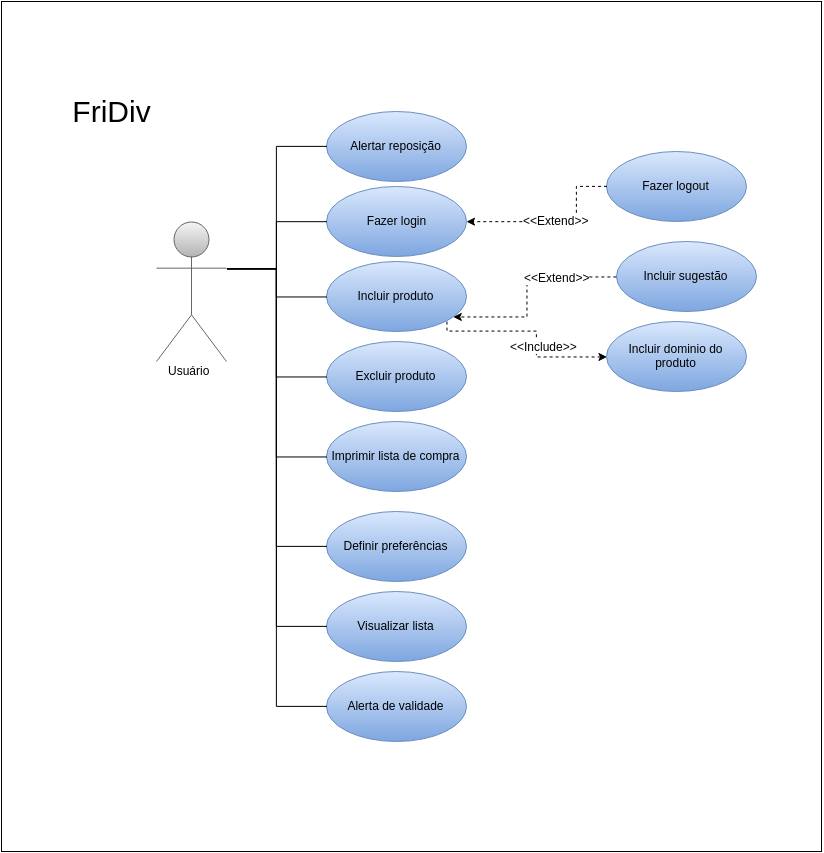 FriDiv
Alertar reposição
Fazer logout
Fazer login
<<Extend>>
Incluir sugestão
<<Extend>>
Incluir produto
<<Include>>
Incluir dominio do
produto
Usuário
Excluir produto
Imprimir lista de compra
Definir preferências
Visualizar lista
Alerta de validade